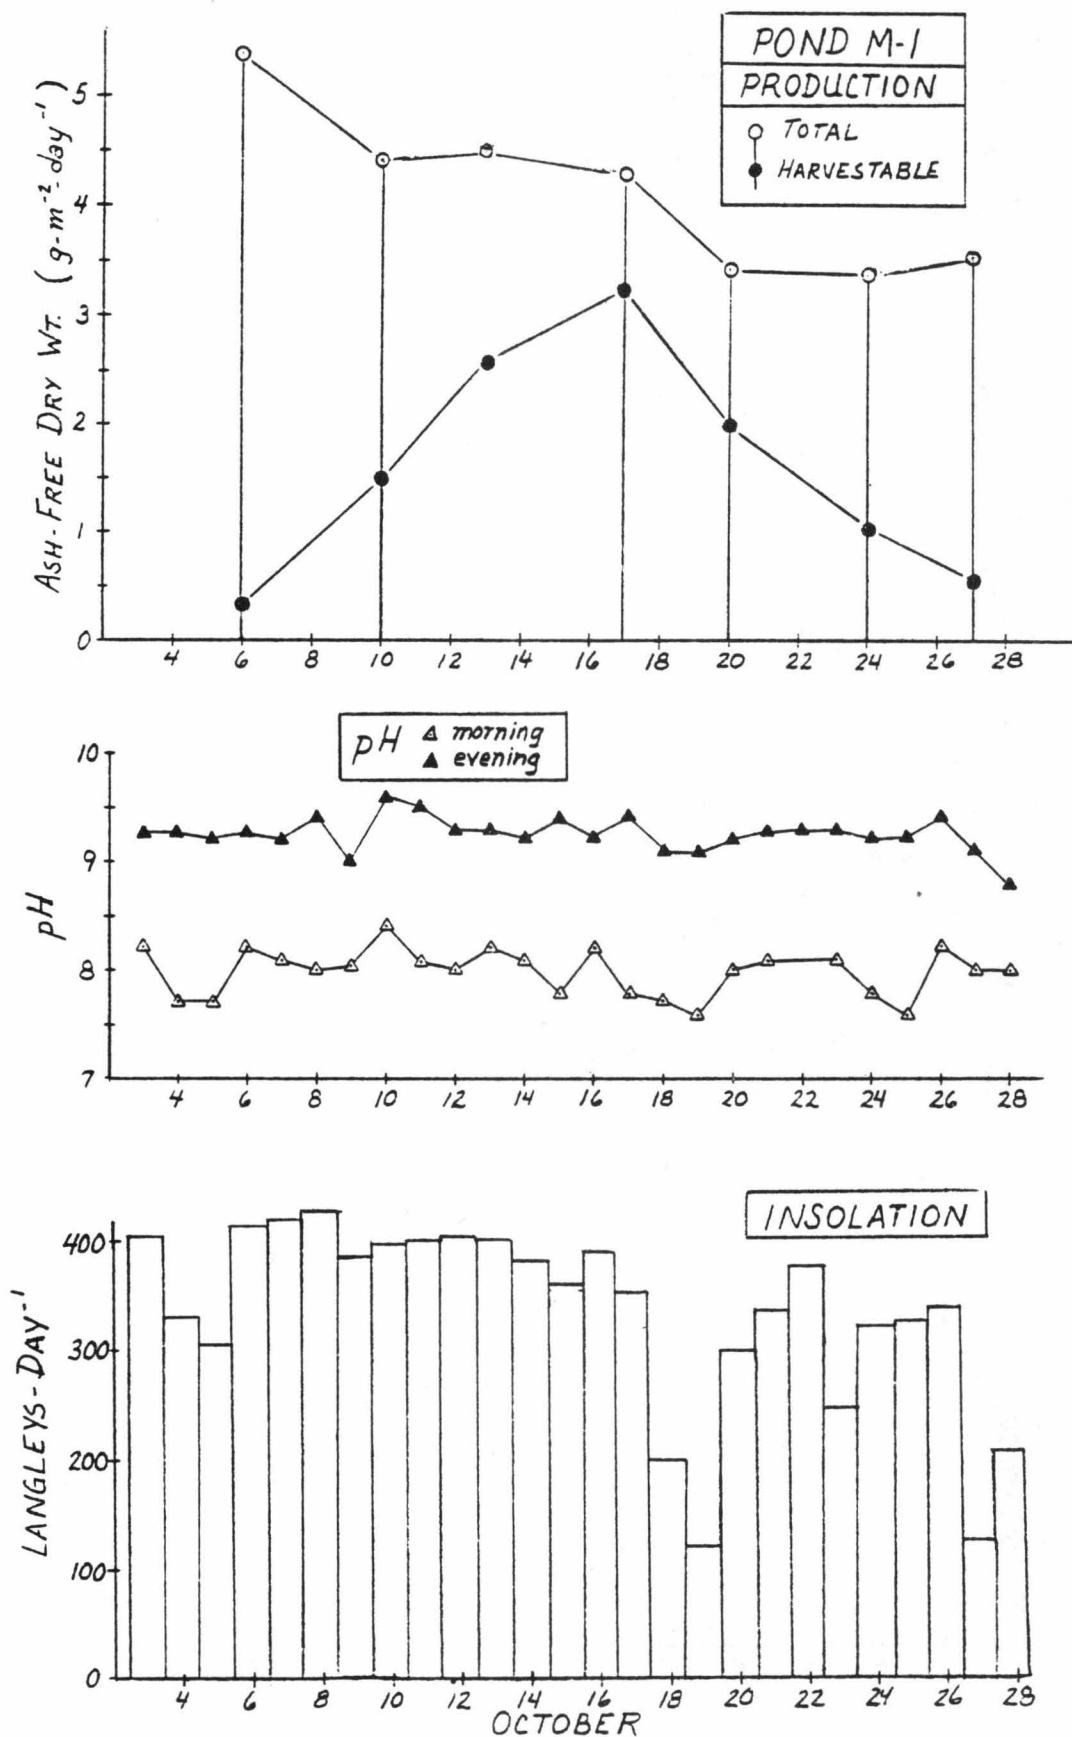 POND M-1
PRODUCTION
TOTAL
HARVESTABLE
ASH-FREE DRY WT. (g-m⁻²-day⁻¹)
5
4
3
2
1
0
4 6 8 10 12 14 16 18 20 22 24 26 28
pH
morning
evening
pH
10
9
8
7
4 6 8 10 12 14 16 18 20 22 24 26 28
INSOLATION
LANGLEYS-DAY⁻¹
400
300
200
100
0
4 6 8 10 12 14 16 18 20 22 24 26 28
OCTOBER